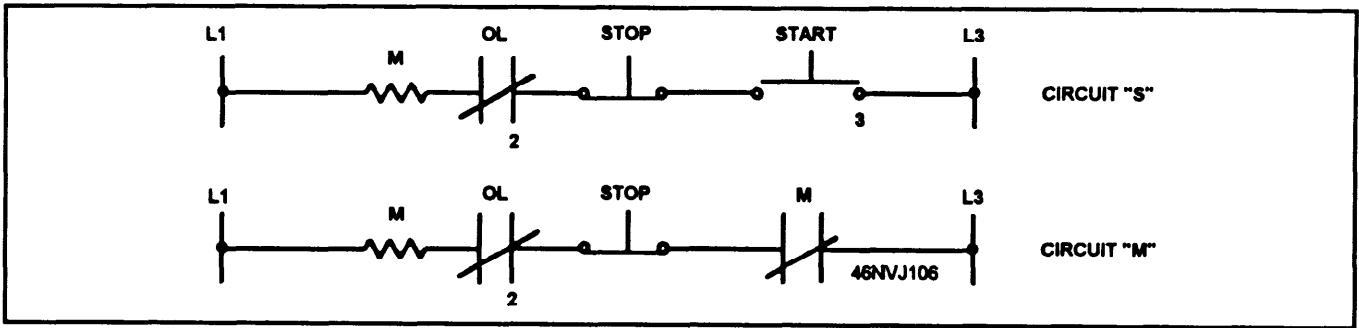 L1 M OL STOP START L3
CIRCUIT "S"
2 3
L1 M OL STOP M L3
CIRCUIT "M"
46NVJ106
2